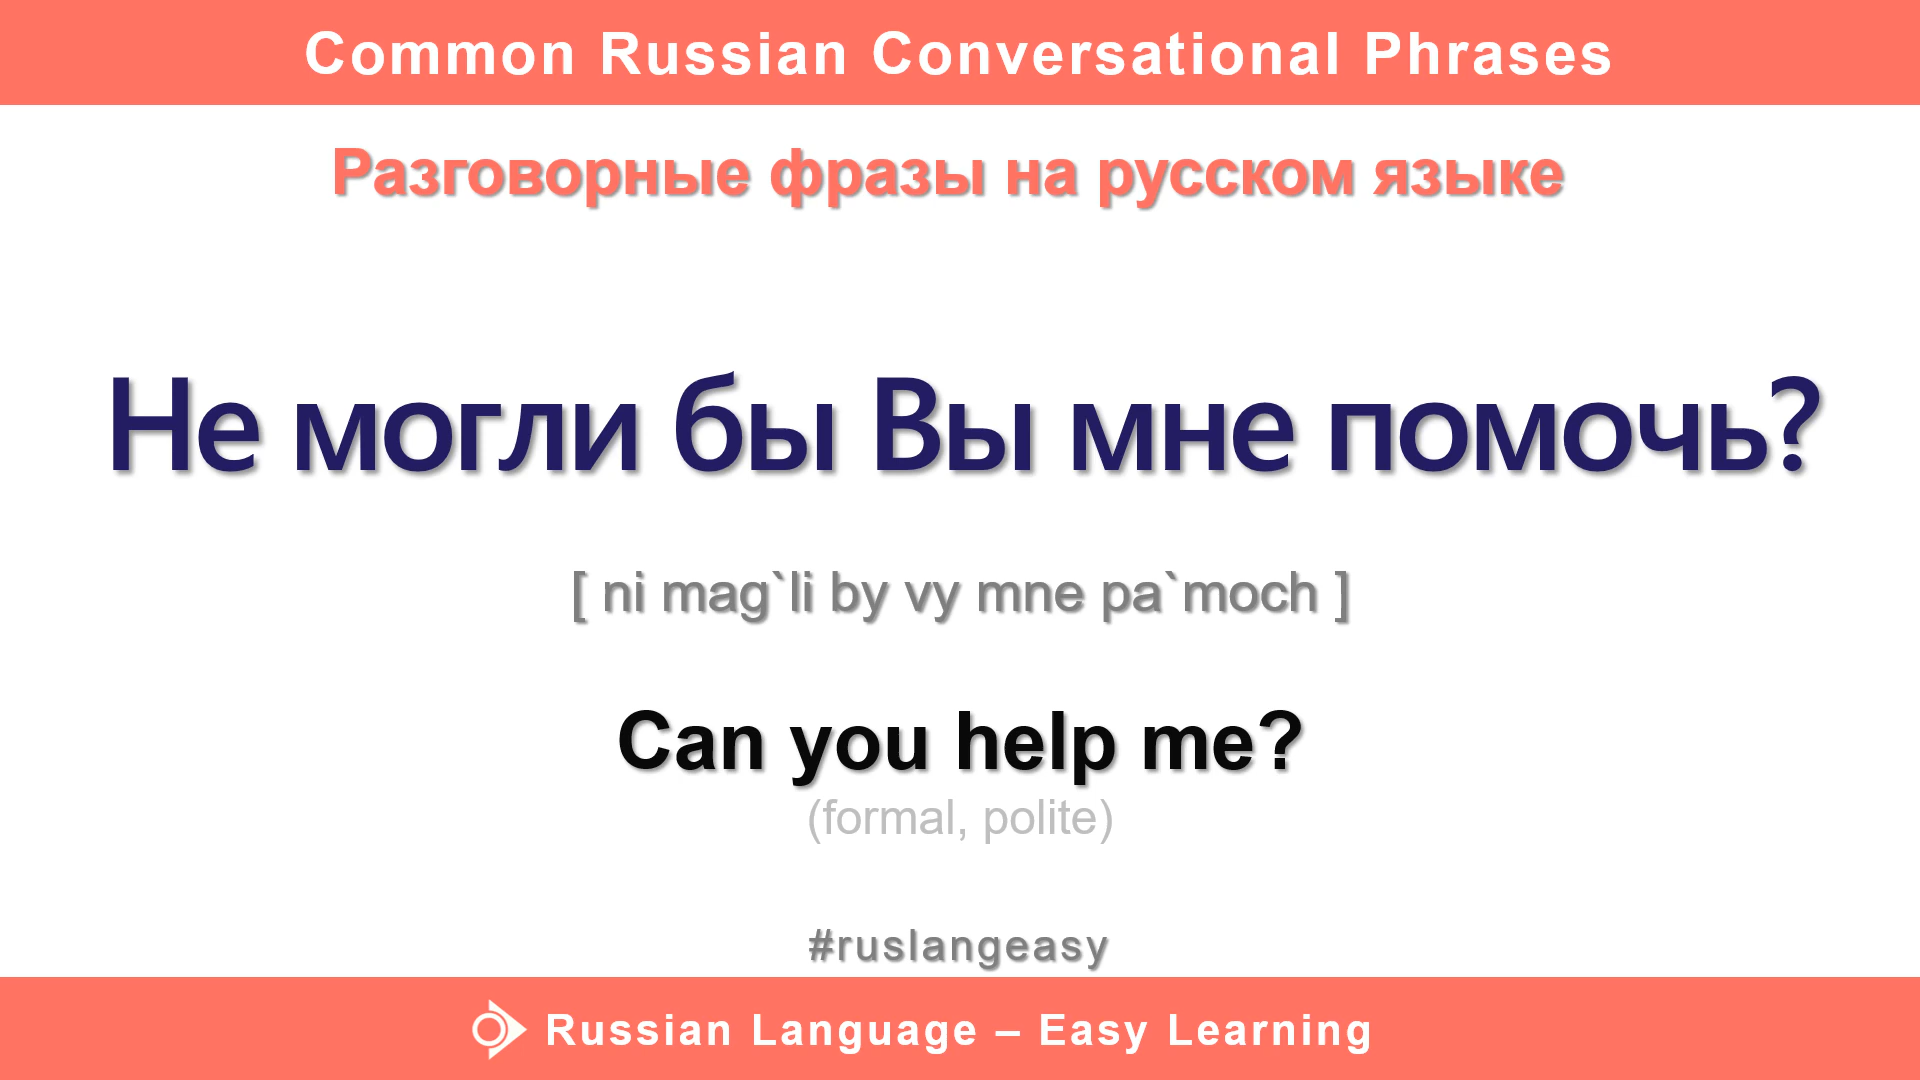 Common Russian Conversational Phrases
Разговорные фразы на русском языке
Не могли бы Вы мне помочь?
[ ni mag`li by vy mne pa`moch ]
Can you help me?
(formal, polite)
#ruslangeasy
Russian Language – Easy Learning